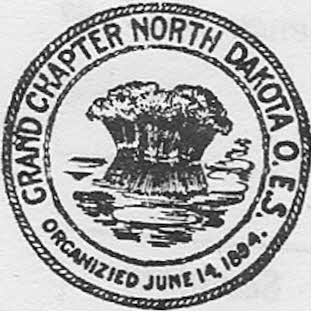 GRAND CHAPTER NORTH DAKOTA O.E.S.
ORGANIZIED JUNE 14, 1894.